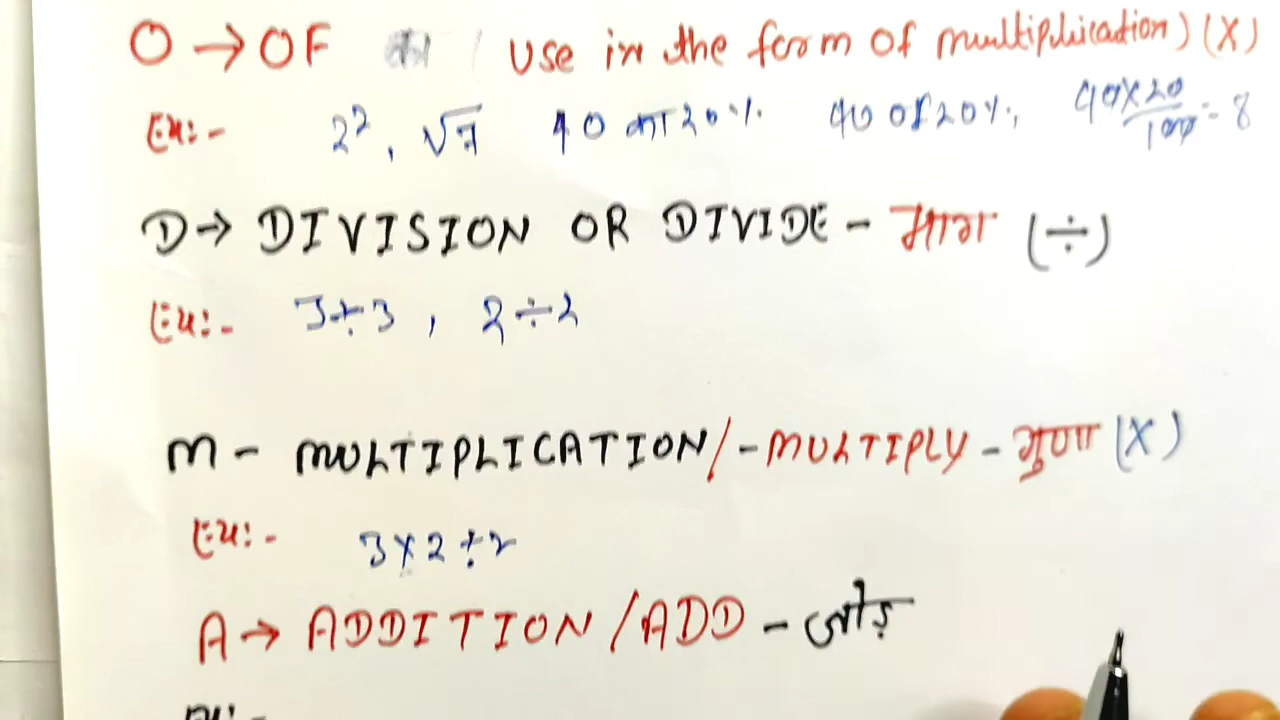 O → OF ( Use in the form of multiplication) (X)
Ex:- 2², √ 40 का 20%. 40 of 20%, 40×20/100 = 8
D → DIVISION OR DIVIDE - भाग (÷)
Ex:- 3÷3, 2÷2
M - MULTIPLICATION/-MULTIPLY - गुणा (X)
Ex:- 3×2÷2
A → ADDITION/ADD - जोड़
Ex:-